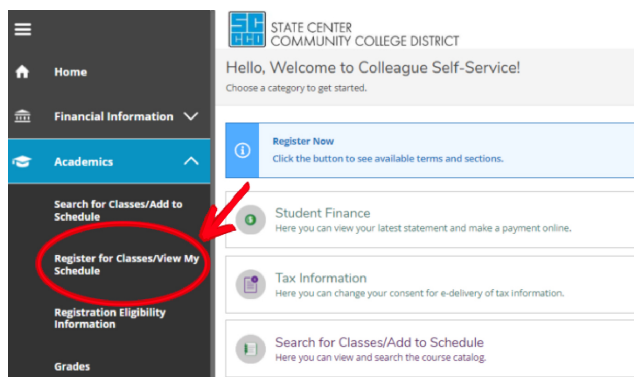 Home
Financial Information
Academics
Search for Classes/Add to
Schedule
Register for Classes/View My
Schedule
Registration Eligibility
Information
Grades
SC
CCD
STATE CENTER
COMMUNITY COLLEGE DISTRICT
Hello, Welcome to Colleague Self-Service!
Choose a category to get started.
Register Now
Click the button to see available terms and sections.
Student Finance
Here you can view your latest statement and make a payment online.
Tax Information
Here you can change your consent for e-delivery of tax information.
Search for Classes/Add to Schedule
Here you can view and search the course catalog.